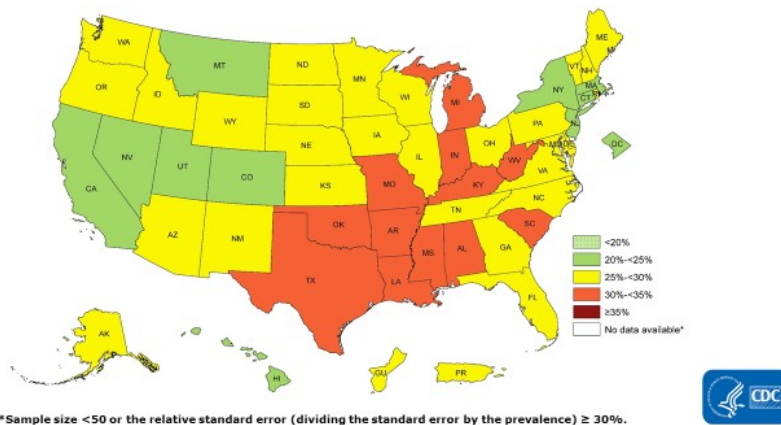 WA
ME
MT
ND
VT
NH
MN
OR
NY
MA
ID
SD
WI
MI
CT
WY
PA
IA
NE
OH
DC
NV
IL
IN
UT
WV
CO
VA
CA
KS
MO
KY
NC
TN
AZ
OK
NM
AR
SC
MS
AL
GA
TX
LA
FL
AK
HI
GU
PR
<20%
20%-<25%
25%-<30%
30%-<35%
≥35%
No data available*
CDC
*Sample size <50 or the relative standard error (dividing the standard error by the prevalence) ≥ 30%.